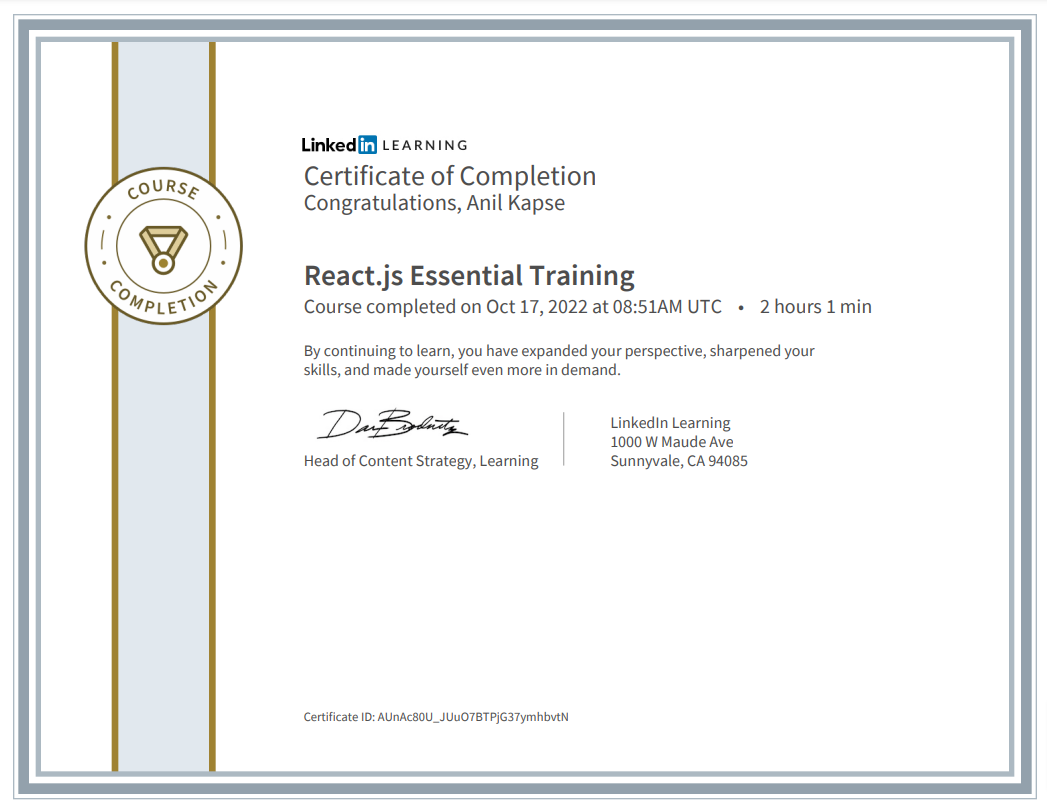 COURSE
COMPLETION
Linked in LEARNING
Certificate of Completion
Congratulations, Anil Kapse
React.js Essential Training
Course completed on Oct 17, 2022 at 08:51AM UTC • 2 hours 1 min
By continuing to learn, you have expanded your perspective, sharpened your
skills, and made yourself even more in demand.
Head of Content Strategy, Learning
LinkedIn Learning
1000 W Maude Ave
Sunnyvale, CA 94085
Certificate ID: AUnAc80U_JUuO7BTPjG37ymhbvtN